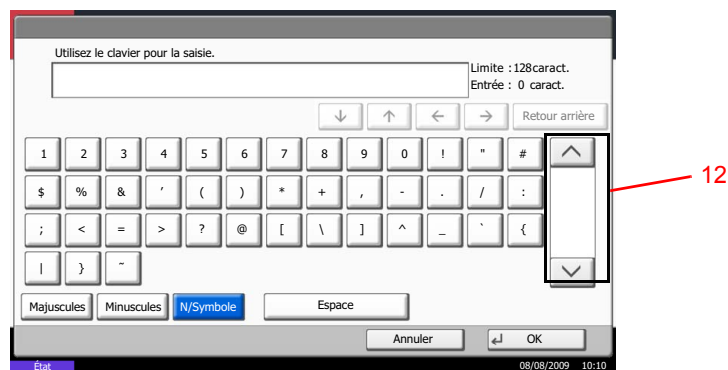 Utilisez le clavier pour la saisie.
Limite : 128caract.
Entrée : 0 caract.
Retour arrière
1 2 3 4 5 6 7 8 9 0 ! " #
$ % & ' ( ) * + , - . / :
; < = > ? @ [ \ ] ^ _ ` {
| } ~
12
Majuscules Minuscules N/Symbole Espace
Annuler OK
État 08/08/2009 10:10